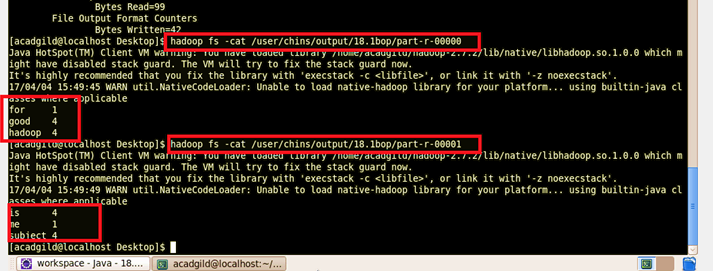 Bytes Read=99
File Output Format Counters
Bytes Written=42
[acadgild@localhost Desktop]$ hadoop fs -cat /user/chins/output/18.1bop/part-r-00000
Java HotSpot(TM) Client VM warning: You have loaded library /home/acadgild/hadoop-2.7.2/lib/native/libhadoop.so.1.0.0 which m
ight have disabled stack guard. The VM will try to fix the stack guard now.
It's highly recommended that you fix the library with 'execstack -c <libfile>', or link it with '-z noexecstack'.
17/04/04 15:49:45 WARN util.NativeCodeLoader: Unable to load native-hadoop library for your platform... using builtin-java cl
asses where applicable
for 1
good 4
hadoop 4
[acadgild@localhost Desktop]$ hadoop fs -cat /user/chins/output/18.1bop/part-r-00001
Java HotSpot(TM) Client VM warning: You have loaded library /home/acadgild/hadoop-2.7.2/lib/native/libhadoop.so.1.0.0 which m
ight have disabled stack guard. The VM will try to fix the stack guard now.
It's highly recommended that you fix the library with 'execstack -c <libfile>', or link it with '-z noexecstack'.
17/04/04 15:49:49 WARN util.NativeCodeLoader: Unable to load native-hadoop library for your platform... using builtin-java cl
asses where applicable
is 4
me 1
subject 4
[acadgild@localhost Desktop]$
workspace - Java - 18....
acadgild@localhost:~/...